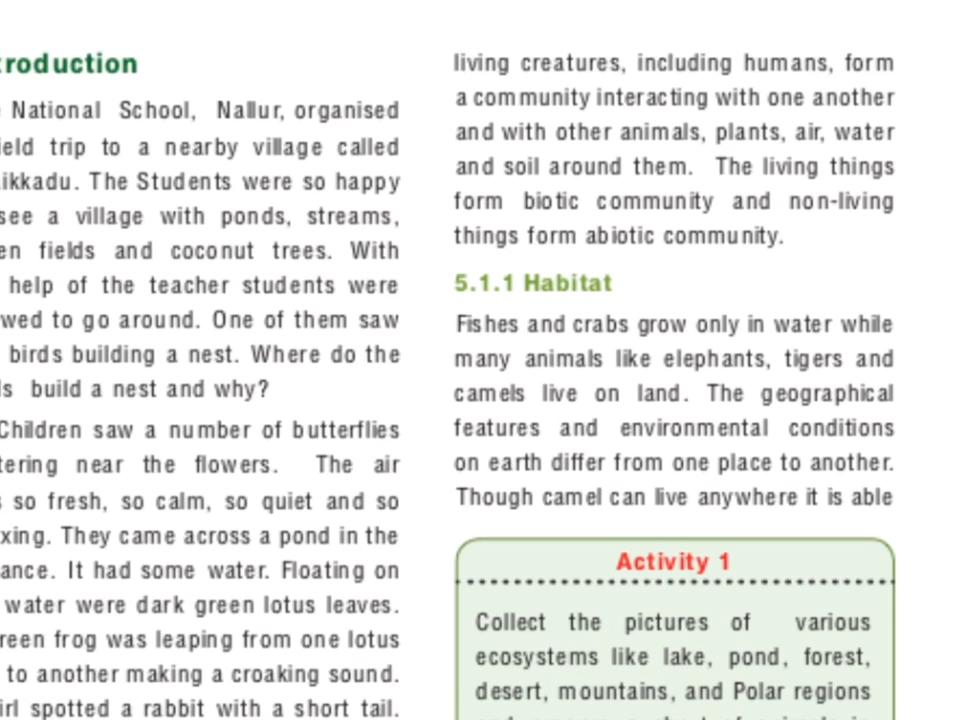 troduction
National School, Nallur, organised
ield trip to a nearby village called
ikkadu. The Students were so happy
see a village with ponds, streams,
en fields and coconut trees. With
help of the teacher students were
wed to go around. One of them saw
birds building a nest. Where do the
ls build a nest and why?
Children saw a number of butterflies
tering near the flowers. The air
s so fresh, so calm, so quiet and so
xing. They came across a pond in the
ance. It had some water. Floating on
water were dark green lotus leaves.
reen frog was leaping from one lotus
to another making a croaking sound.
irl spotted a rabbit with a short tail.
living creatures, including humans, form
a community interacting with one another
and with other animals, plants, air, water
and soil around them. The living things
form biotic community and non-living
things form abiotic community.
5.1.1 Habitat
Fishes and crabs grow only in water while
many animals like elephants, tigers and
camels live on land. The geographical
features and environmental conditions
on earth differ from one place to another.
Though camel can live anywhere it is able
Activity 1
Collect the pictures of various
ecosystems like lake, pond, forest,
desert, mountains, and Polar regions